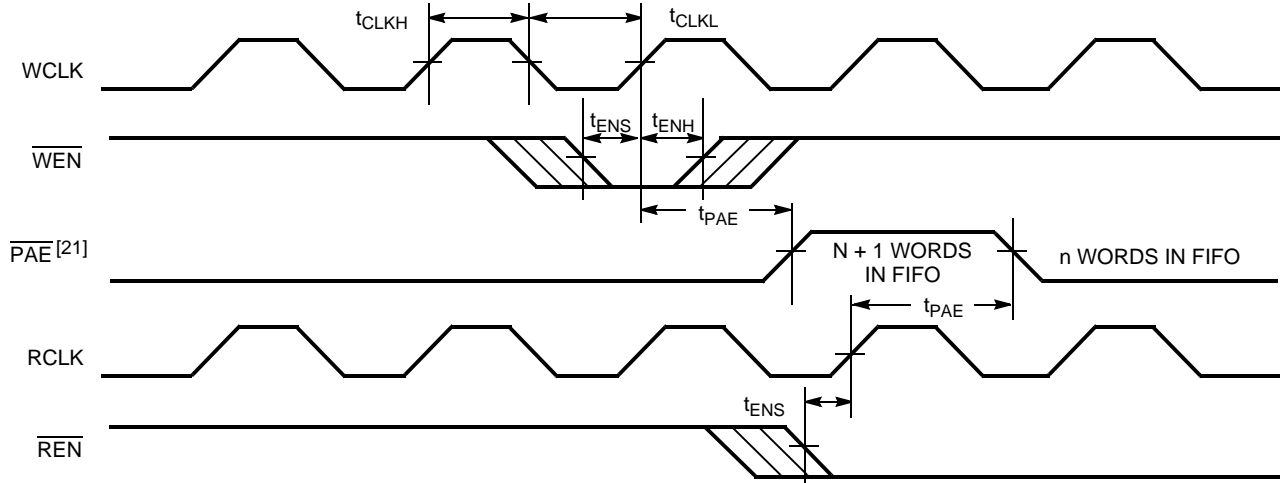 tCLKH
tCLKL
WCLK
tENS
tENH
WEN
tPAE
PAE [21]
N + 1 WORDS
IN FIFO
n WORDS IN FIFO
tPAE
RCLK
tENS
REN